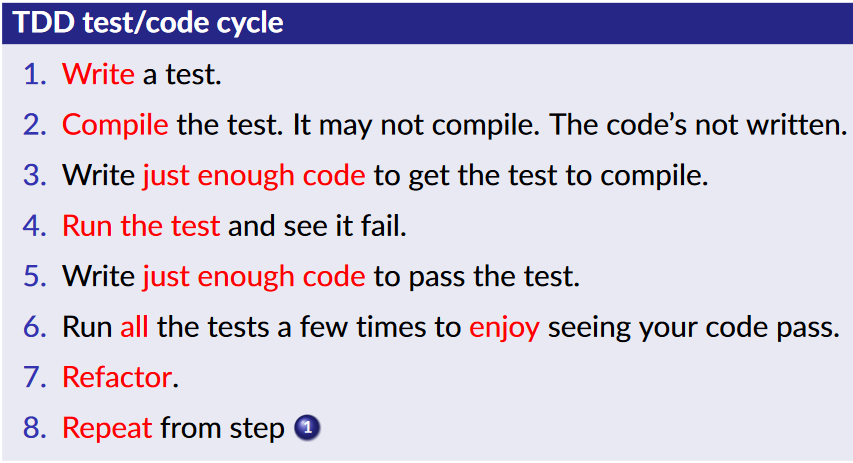 TDD test/code cycle
1. Write a test.
2. Compile the test. It may not compile. The code’s not written.
3. Write just enough code to get the test to compile.
4. Run the test and see it fail.
5. Write just enough code to pass the test.
6. Run all the tests a few times to enjoy seeing your code pass.
7. Refactor.
8. Repeat from step 1